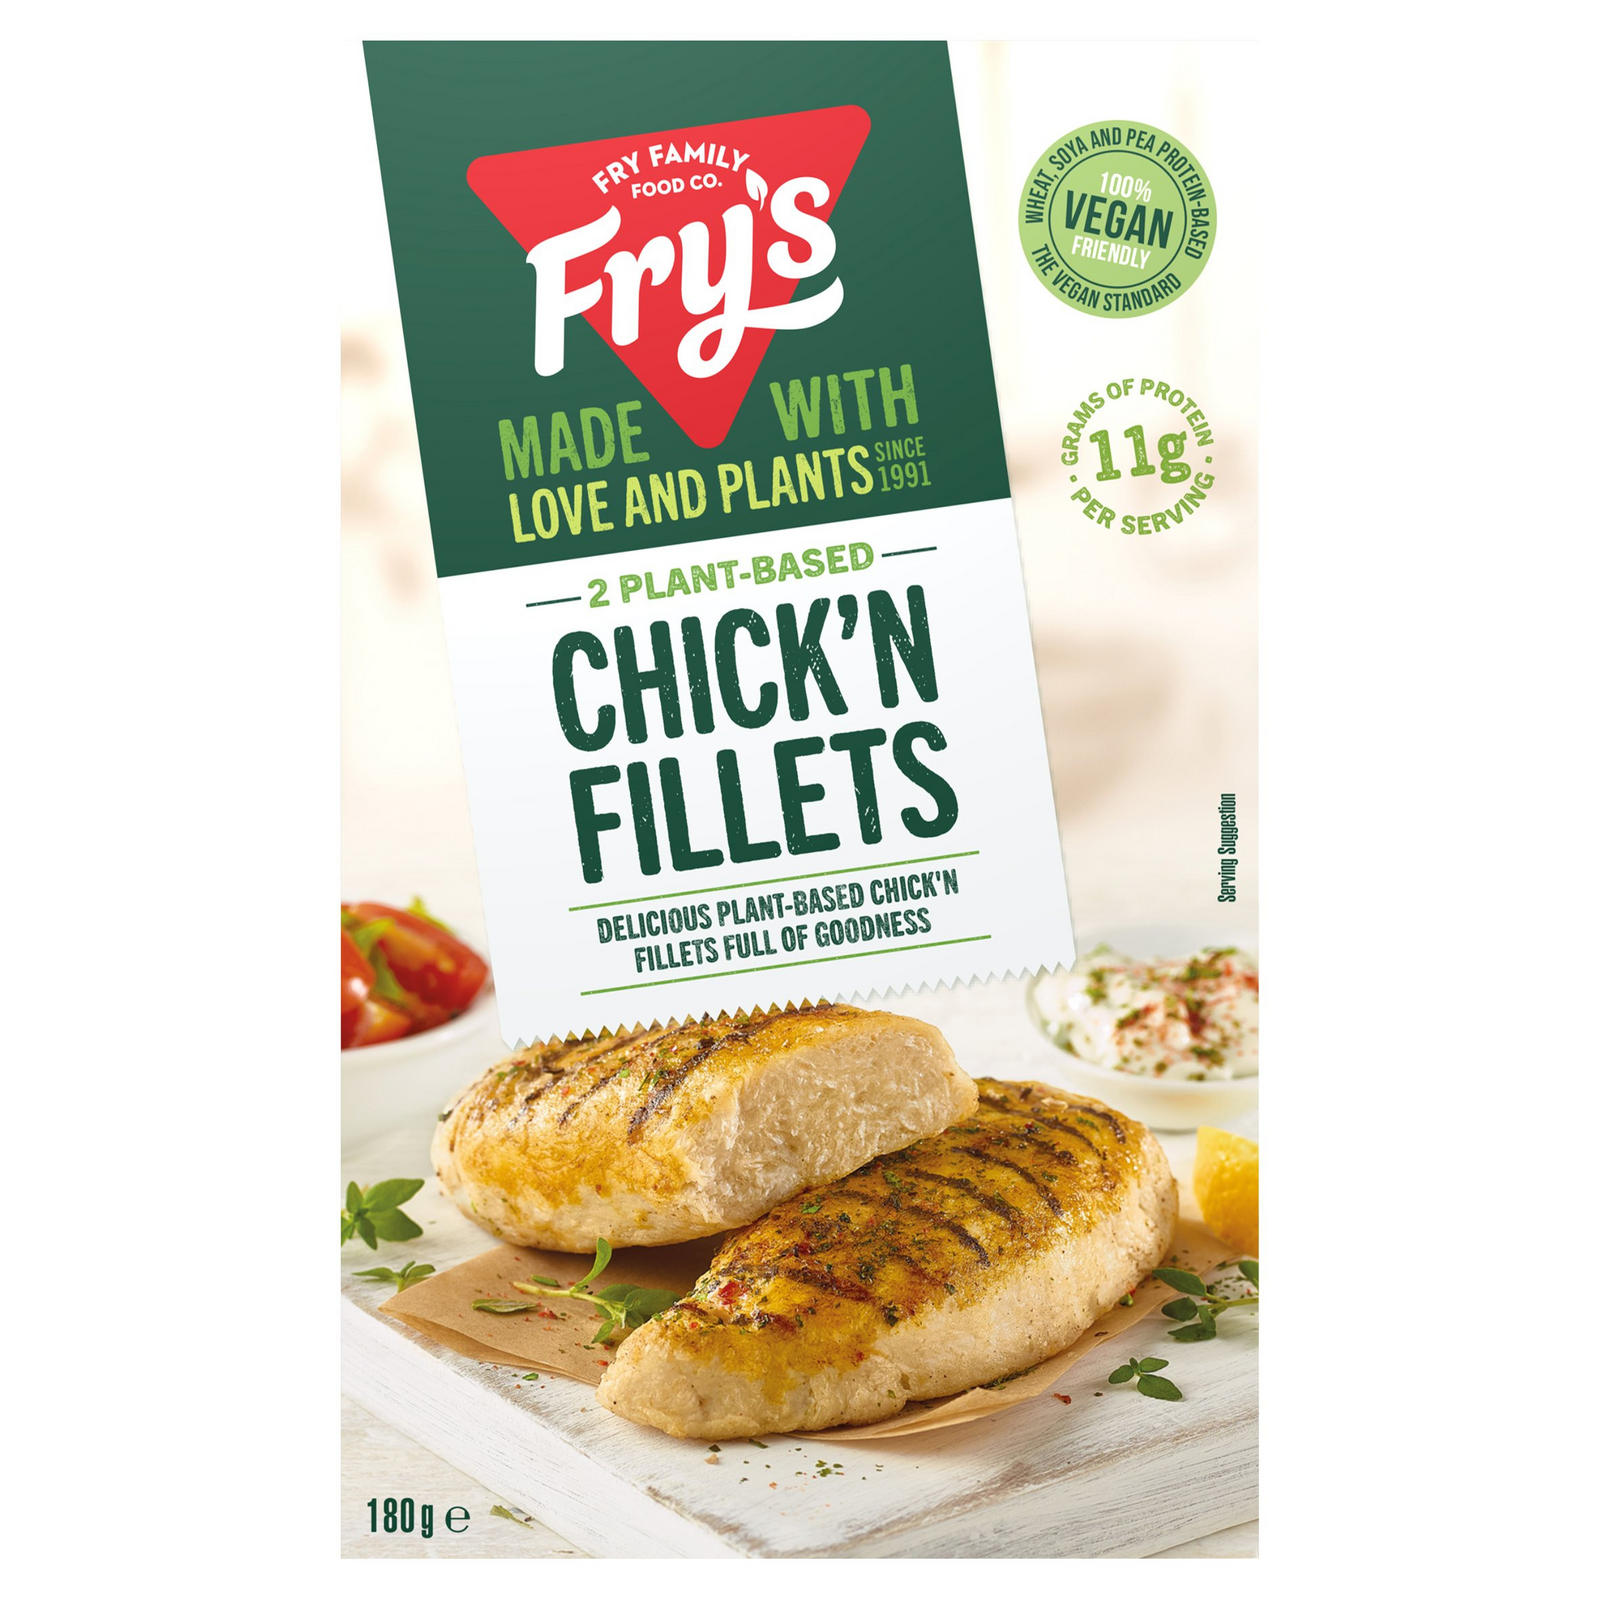 FRY FAMILY
FOOD CO.
Fry's
MADE WITH
LOVE AND PLANTS
SINCE
1991
2 PLANT-BASED
CHICK'N
FILLETS
DELICIOUS PLANT-BASED CHICK'N
FILLETS FULL OF GOODNESS
WHEAT, SOYA AND PEA PROTEIN-BASED
100%
VEGAN
FRIENDLY
THE VEGAN STANDARD
GRAMS OF PROTEIN
11g
PER SERVING
Serving Suggestion
180g ℮